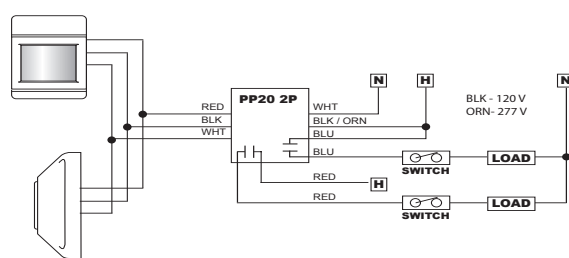 N
H
N
BLK - 120 V
ORN- 277 V
PP20 2P
RED
BLK
WHT
WHT
BLK / ORN
BLU
BLU
SWITCH
LOAD
RED
H
RED
SWITCH
LOAD